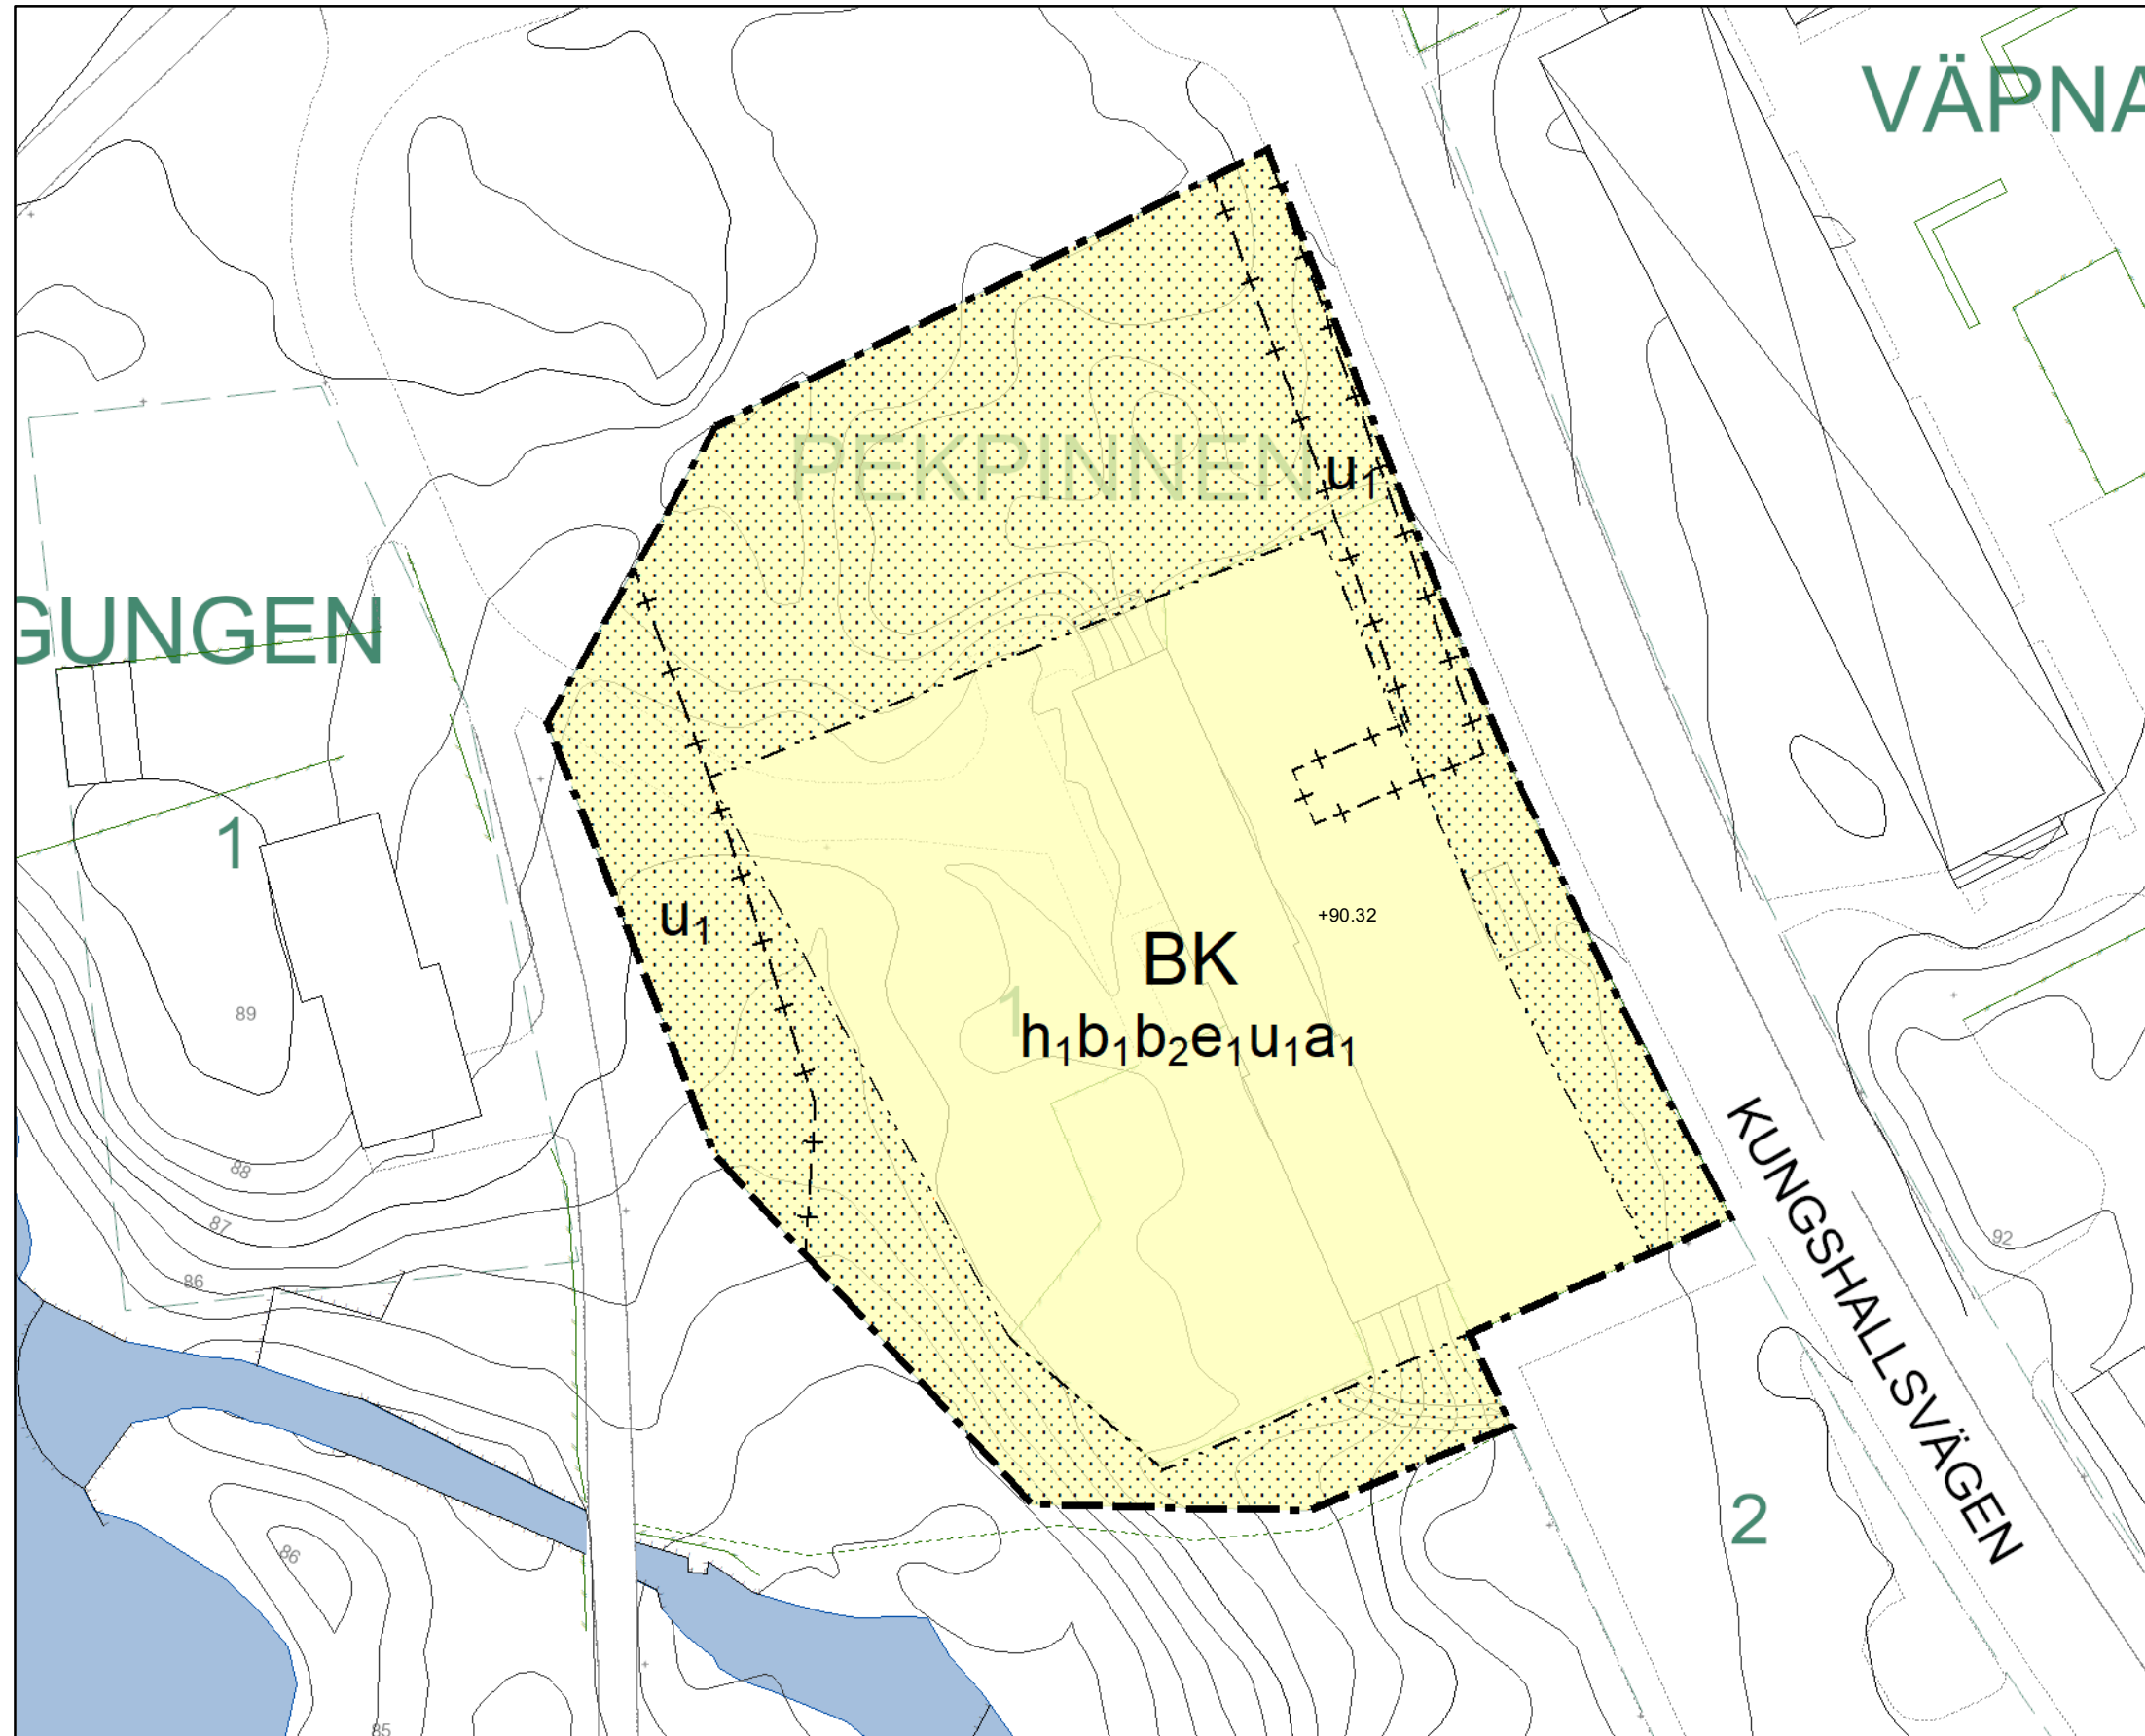 VÄPNA
PEKPINNEN
u₁
GUNGEN
1
u₁
+90.32
BK
1
h₁b₁b₂e₁u₁a₁
89
88
87
86
KUNGSHALLSVÄGEN
92
2
86
85